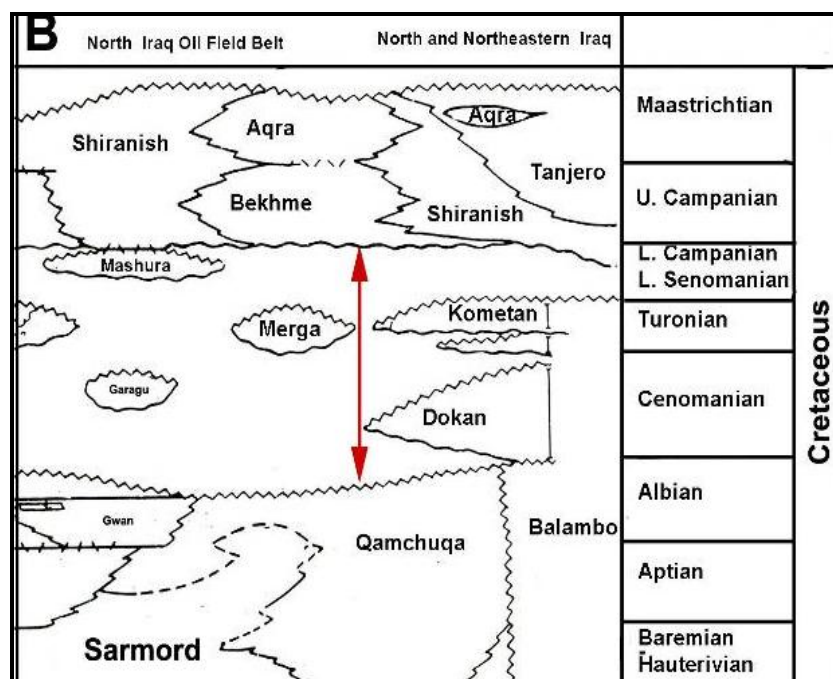 B
North Iraq Oil Field Belt
North and Northeastern Iraq
Shiranish
Aqra
Aqra
Maastrichtian
Tanjero
Bekhme
Shiranish
U. Campanian
Mashura
L. Campanian
L. Senomanian
Merga
Kometan
Turonian
Garagu
Dokan
Cenomanian
Cretaceous
Gwan
Qamchuqa
Balambo
Albian
Aptian
Sarmord
Baremian
Hauterivian